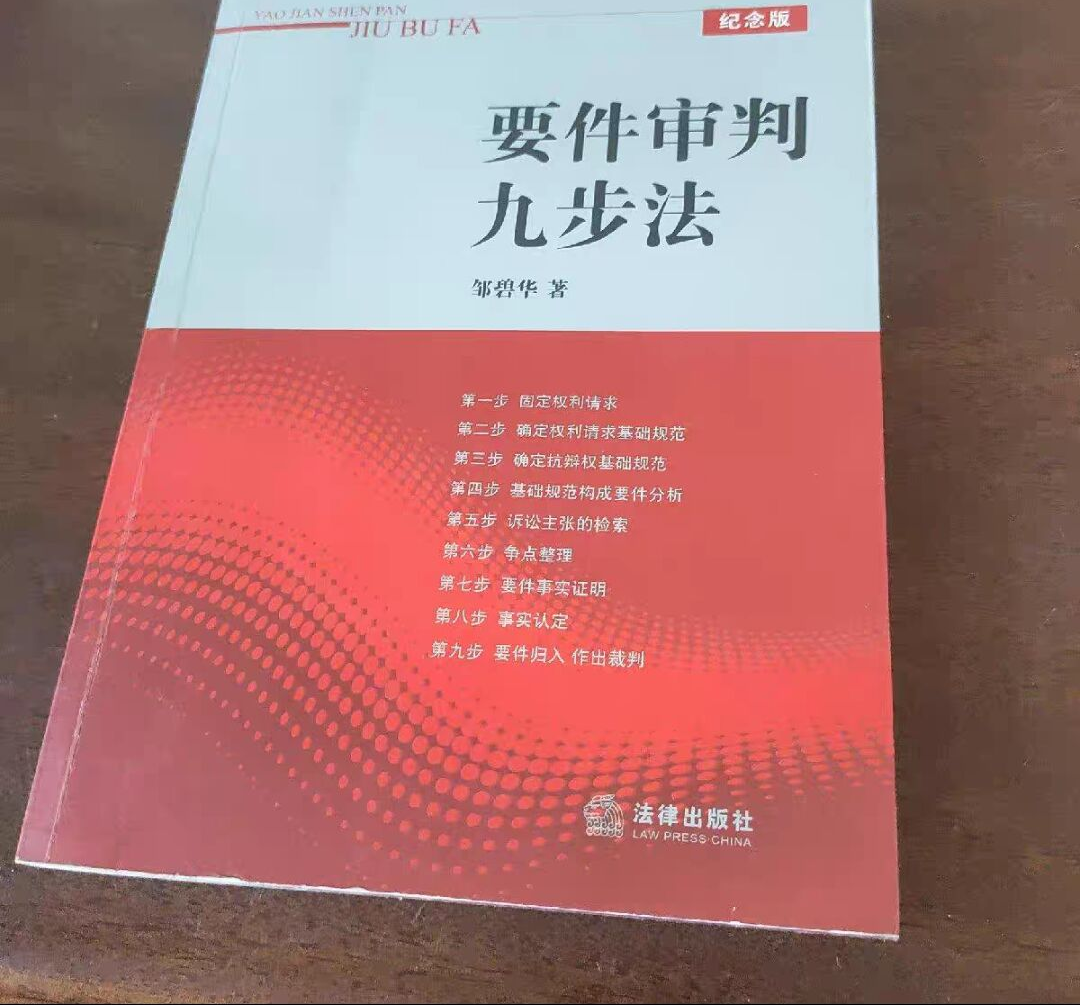 YAO JIAN SHEN PAN
JIU BU FA
纪念版
要件审判
九步法
邹碧华 著
第一步 固定权利请求
第二步 确定权利请求基础规范
第三步 确定抗辩权基础规范
第四步 基础规范构成要件分析
第五步 诉讼主张的检索
第六步 争点整理
第七步 要件事实证明
第八步 事实认定
第九步 要件归入 作出裁判
法律出版社
LAW PRESS·CHINA